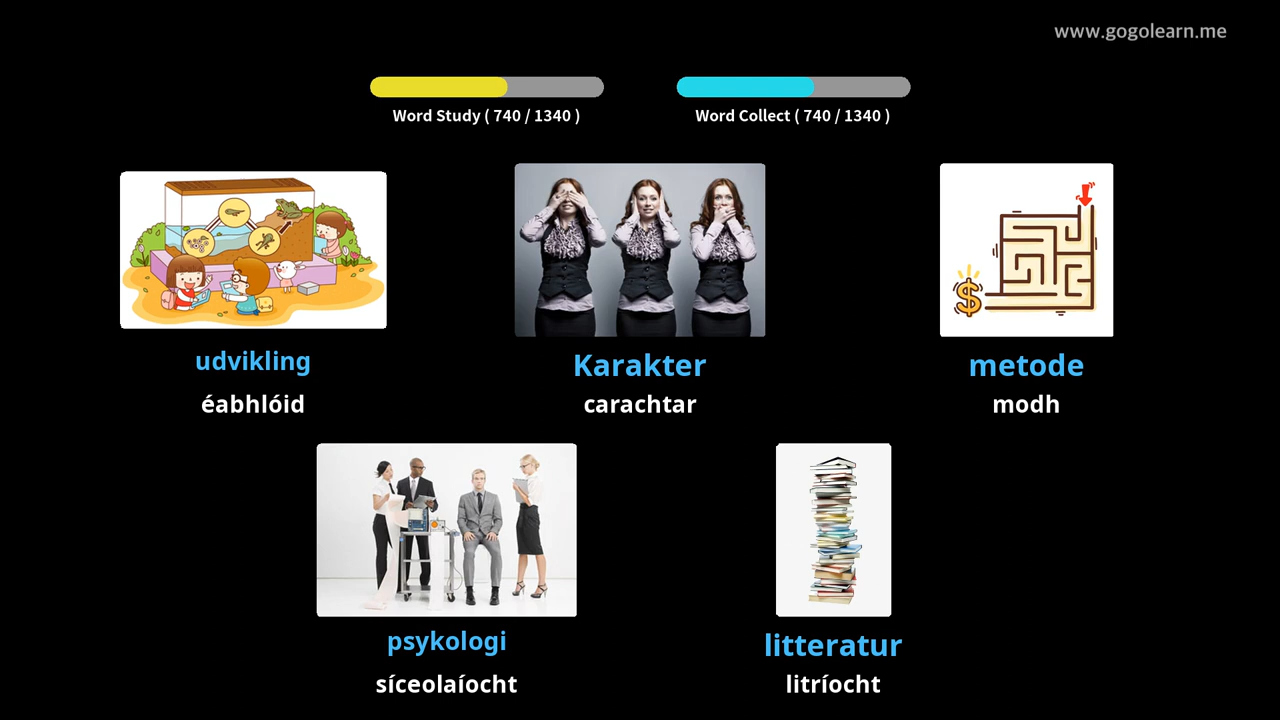 www.gogolearn.me
Word Study ( 740 / 1340 )
Word Collect ( 740 / 1340 )
udvikling
éabhlóid
Karakter
carachtar
metode
modh
$
psykologi
síceolaíocht
litteratur
litríocht